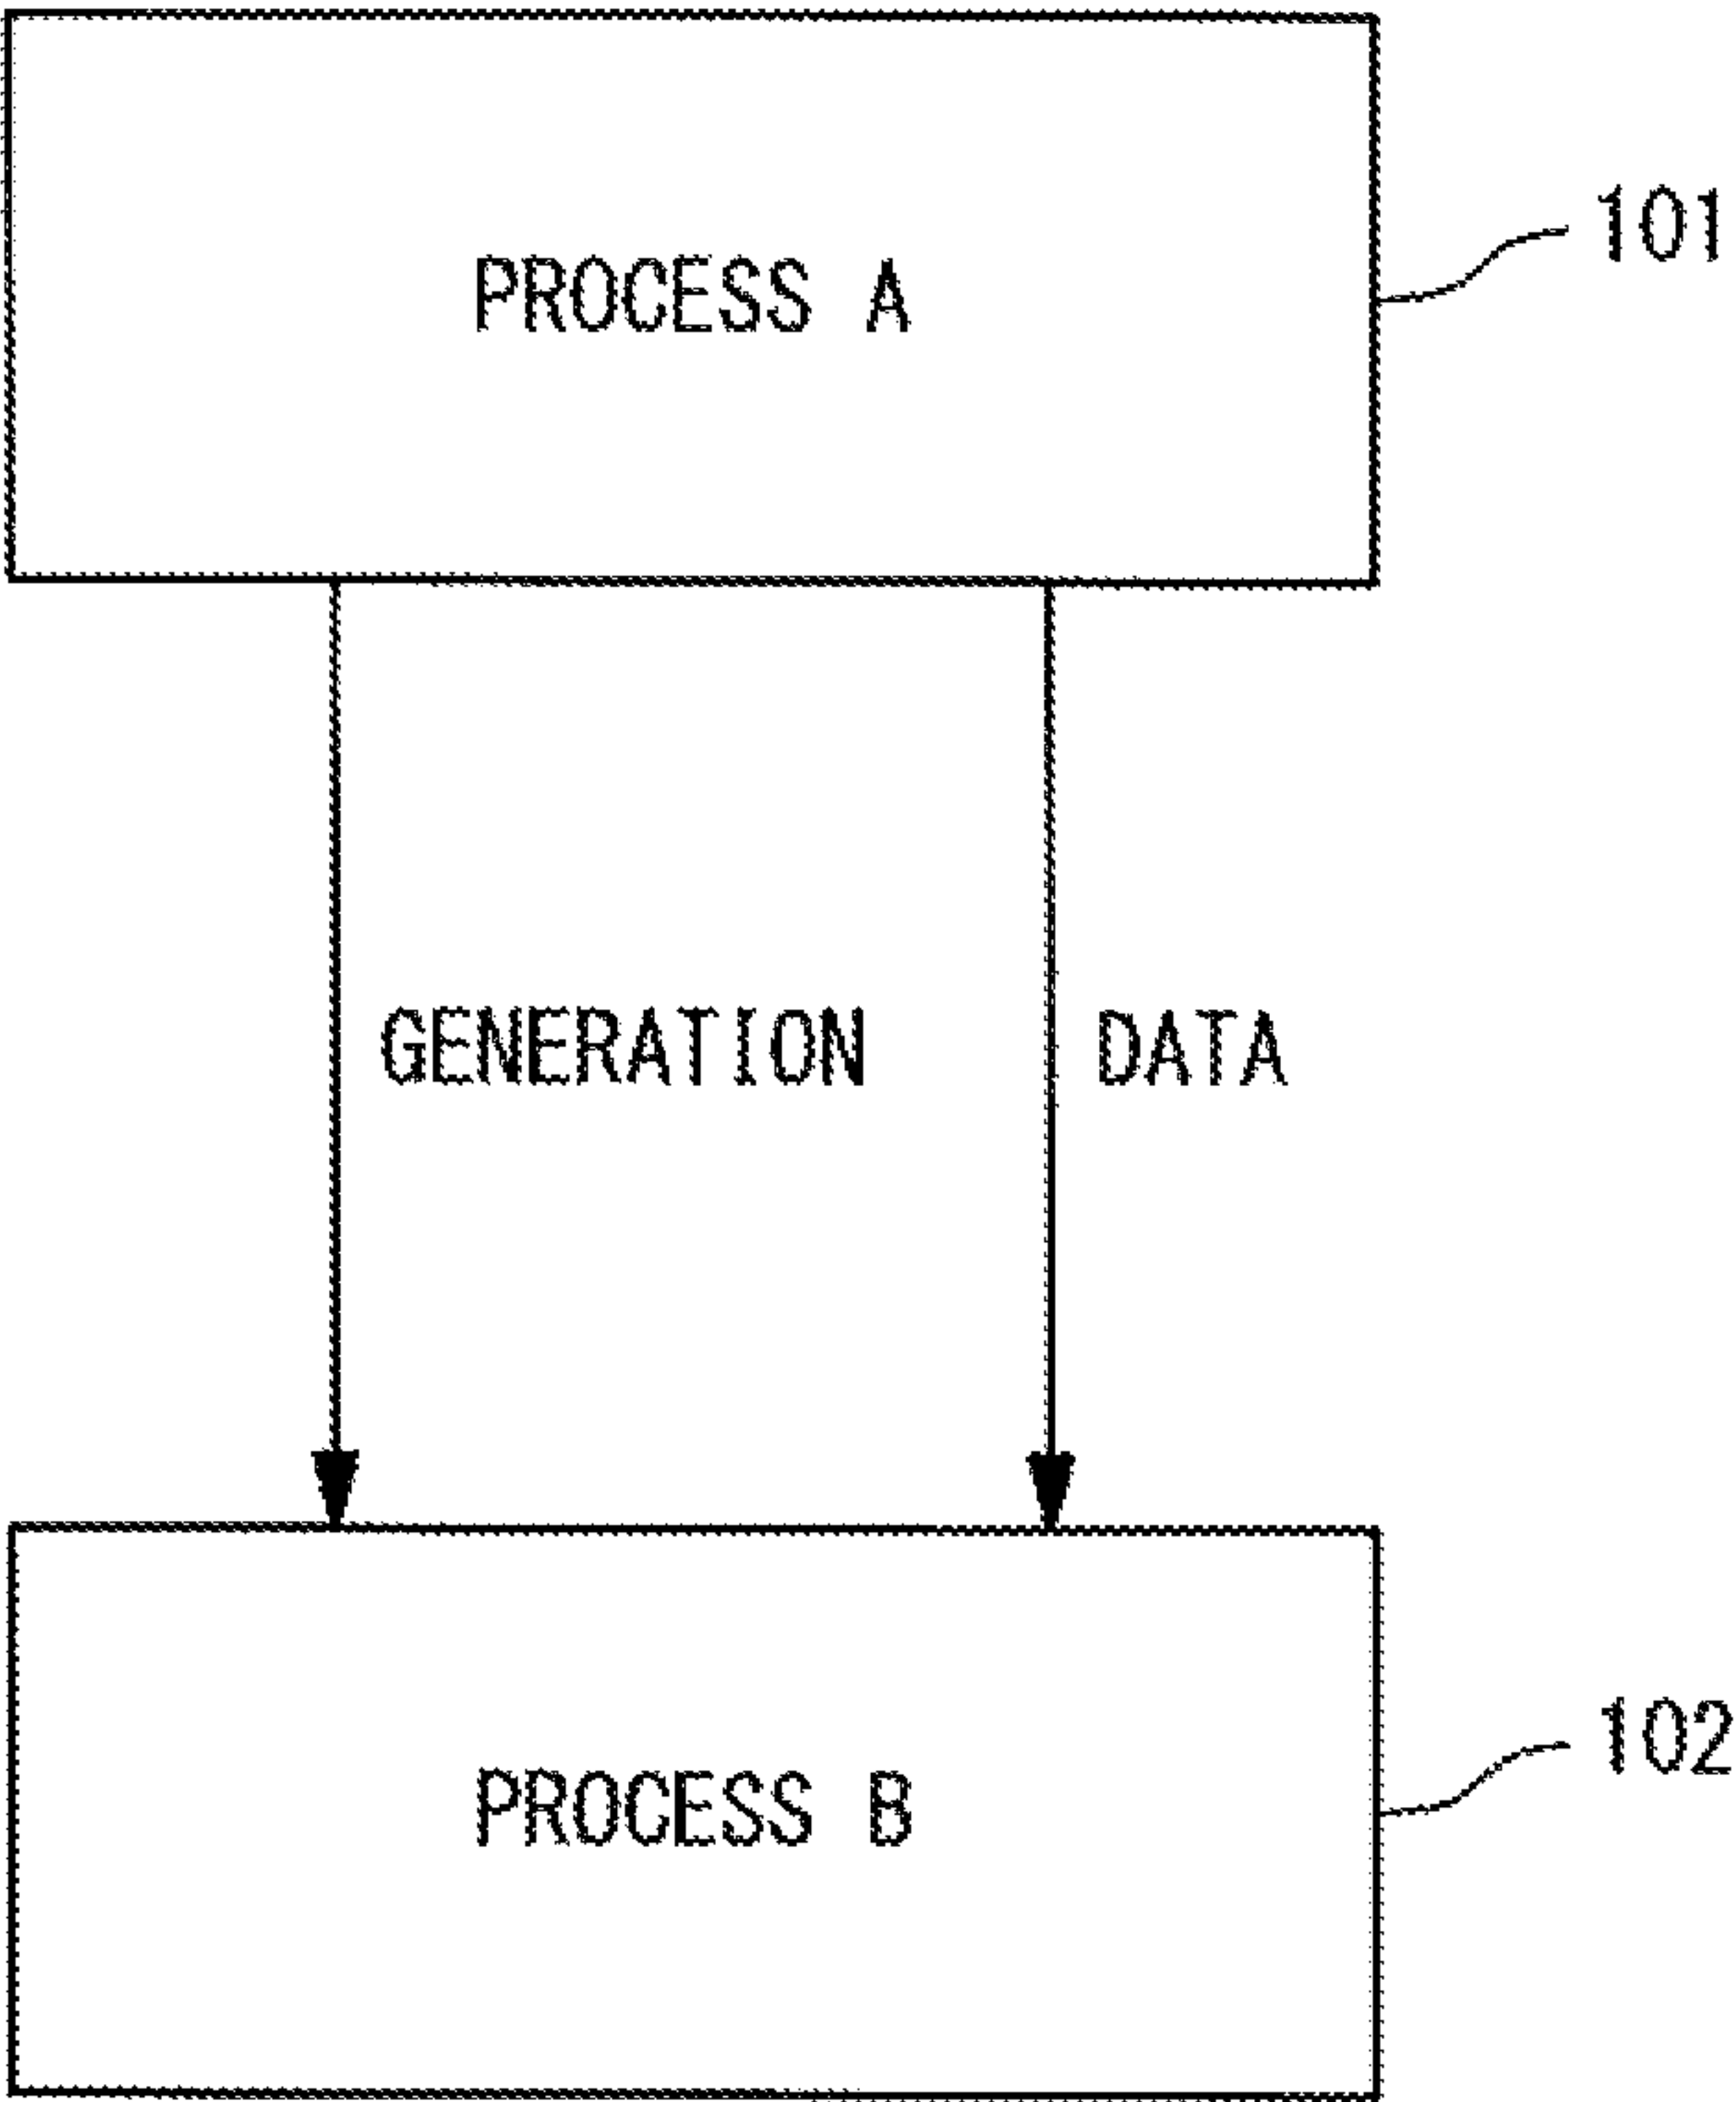 PROCESS A
101
GENERATION
DATA
PROCESS B
102